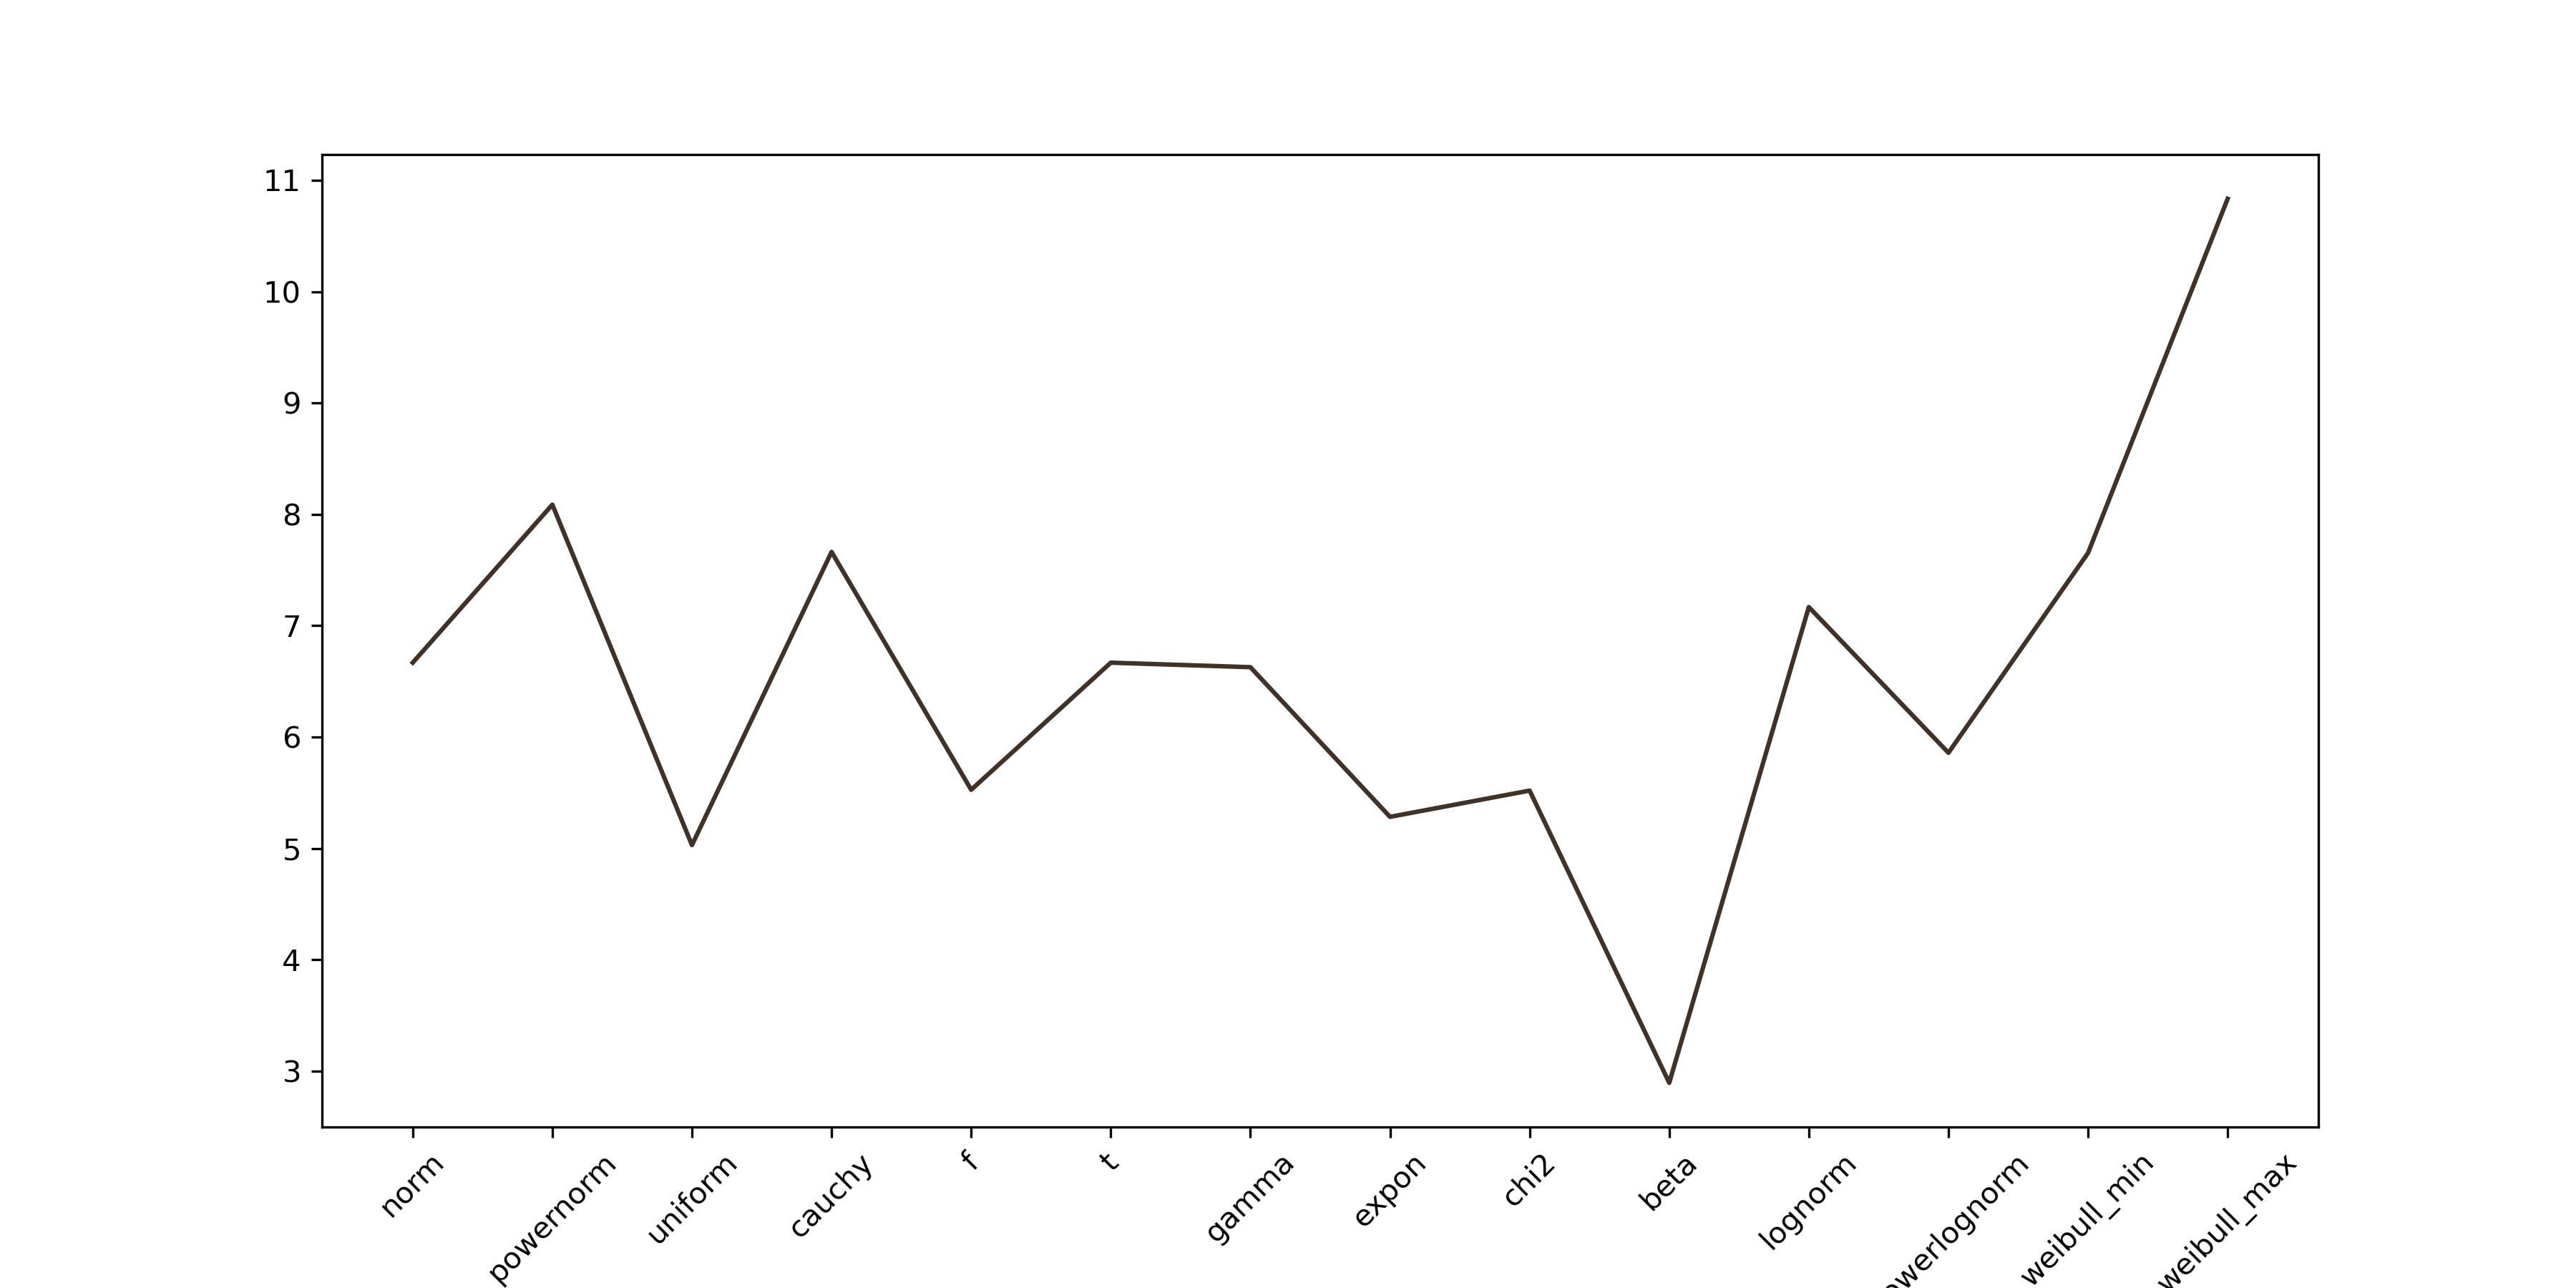 11
10
9
8
7
6
5
4
3
norm
powernorm
uniform
cauchy
f
t
gamma
expon
chi2
beta
lognorm
owerlognorm
weibull_min
weibull_max